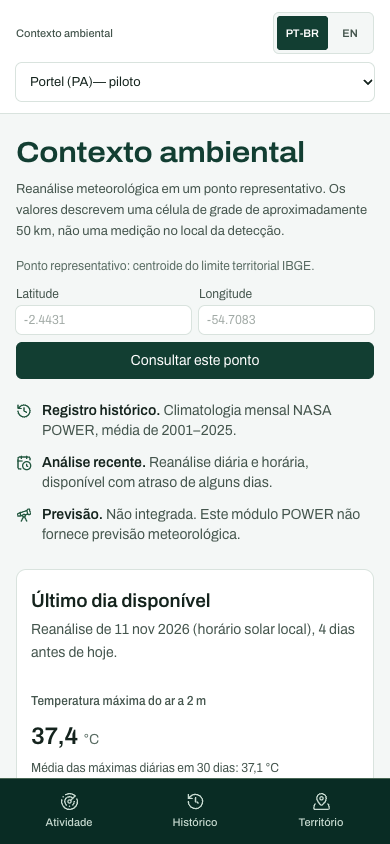 Contexto ambiental
PT-BR
EN
Portel (PA)— piloto
Contexto ambiental
Reanálise meteorológica em um ponto representativo. Os
valores descrevem uma célula de grade de aproximadamente
50 km, não uma medição no local da detecção.
Ponto representativo: centroide do limite territorial IBGE.
Latitude
Longitude
-2.4431
-54.7083
Consultar este ponto
Registro histórico. Climatologia mensal NASA
POWER, média de 2001–2025.
Análise recente. Reanálise diária e horária,
disponível com atraso de alguns dias.
Previsão. Não integrada. Este módulo POWER não
fornece previsão meteorológica.
Último dia disponível
Reanálise de 11 nov 2026 (horário solar local), 4 dias
antes de hoje.
Temperatura máxima do ar a 2 m
37,4 °C
Média das máximas diárias em 30 dias: 37,1 °C
Atividade
Histórico
Território